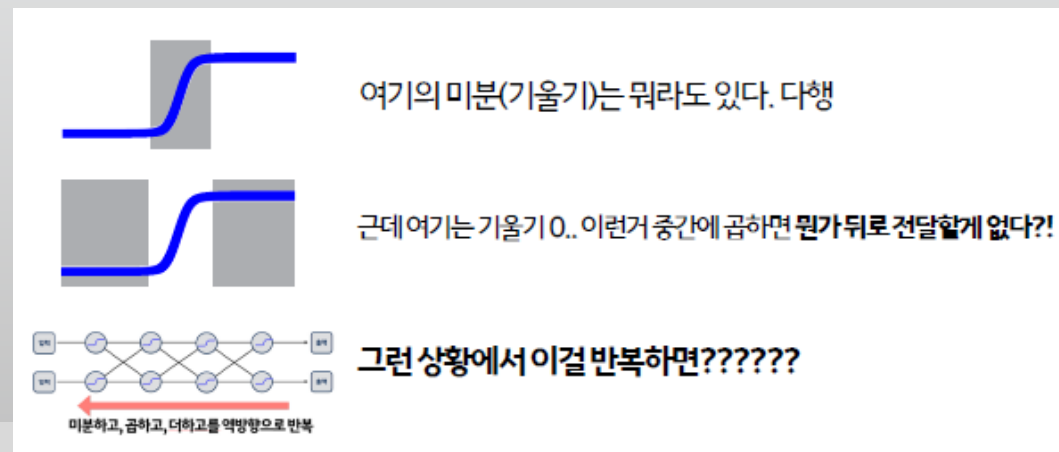 여기의 미분(기울기)는 뭐라도 있다. 다행
근데 여기는 기울기 0.. 이런거 중간에 곱하면 뭔가 뒤로 전달할게 없다?!
그런 상황에서 이걸 반복하면??????
미분하고, 곱하고, 더하고를 역방향으로 반복